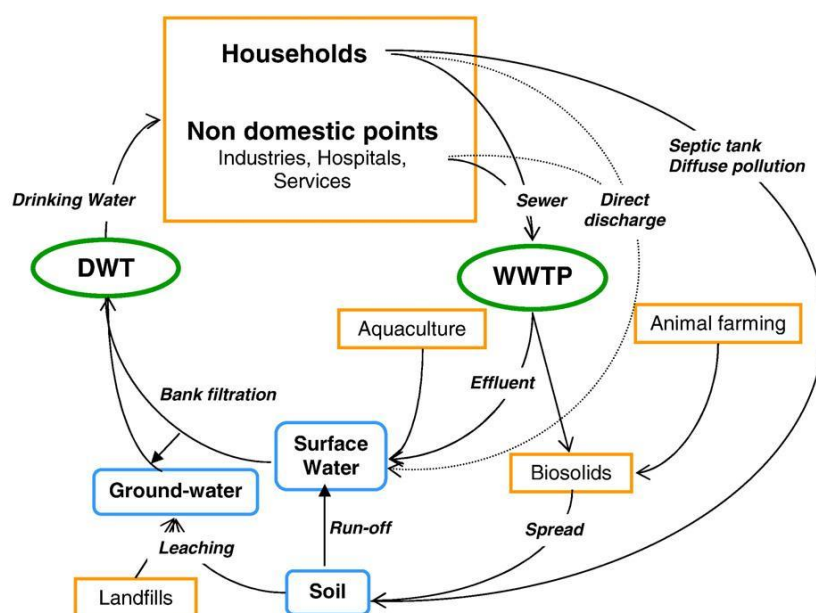 Households
Non domestic points
Industries, Hospitals,
Services
Septic tank
Diffuse pollution
Drinking Water
Sewer
Direct
discharge
DWT
WWTP
Aquaculture
Animal farming
Bank filtration
Effluent
Surface
Water
Ground-water
Biosolids
Run-off
Spread
Leaching
Landfills
Soil